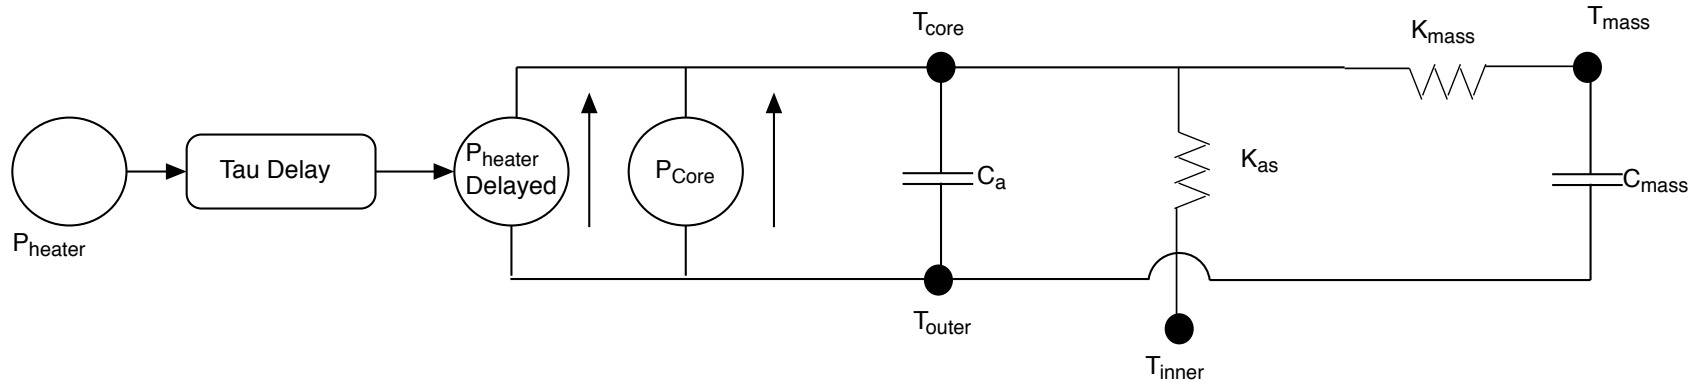 T_core
K_mass
T_mass
P_heater
Tau Delay
P_heater
Delayed
P_Core
C_a
K_as
C_mass
T_outer
T_inner